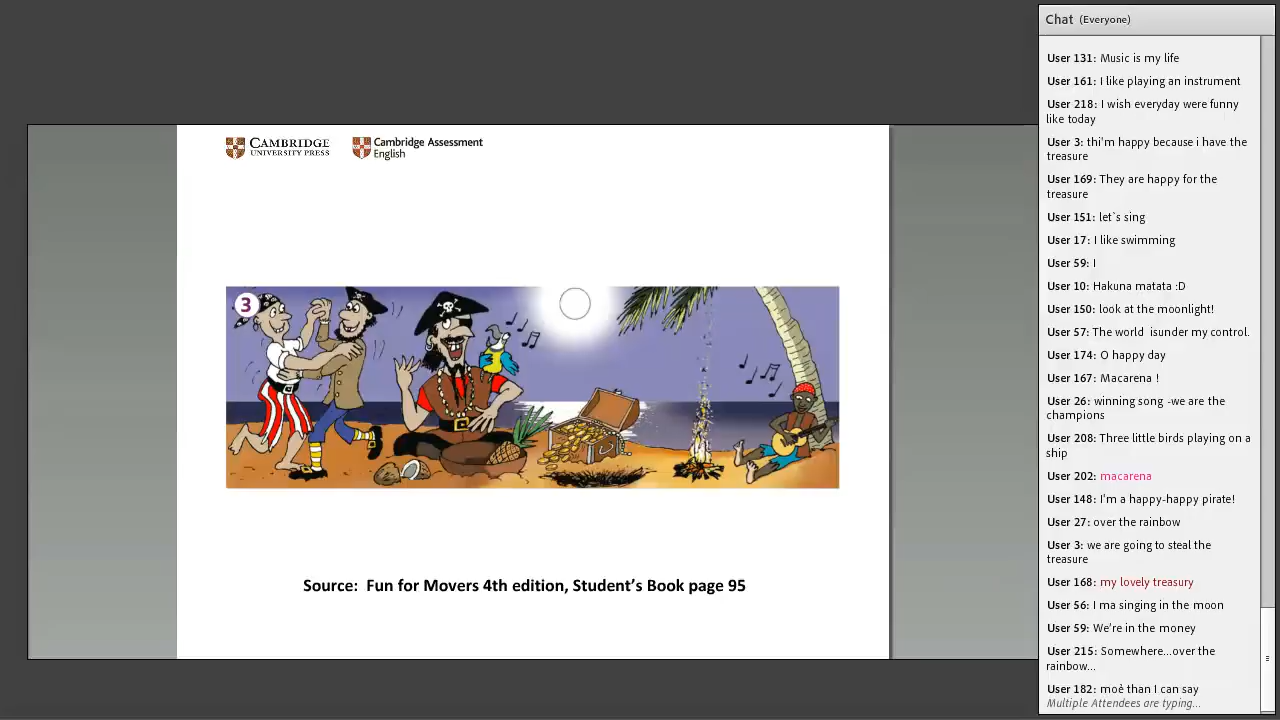 Chat (Everyone)
CAMBRIDGE
UNIVERSITY PRESS
Cambridge Assessment
English
3
Source: Fun for Movers 4th edition, Student's Book page 95
User 131: Music is my life
User 161: I like playing an instrument
User 218: I wish everyday were funny
like today
User 3: thi'm happy because i have the
treasure
User 169: They are happy for the
treasure
User 151: let`s sing
User 17: I like swimming
User 59: I
User 10: Hakuna matata :D
User 150: look at the moonlight!
User 57: The world isunder my control.
User 174: O happy day
User 167: Macarena !
User 26: winning song -we are the
champions
User 208: Three little birds playing on a
ship
User 202: macarena
User 148: I'm a happy-happy pirate!
User 27: over the rainbow
User 3: we are going to steal the
treasure
User 168: my lovely treasury
User 56: I ma singing in the moon
User 59: We're in the money
User 215: Somewhere...over the
rainbow...
User 182: moè than I can say
Multiple Attendees are typing...